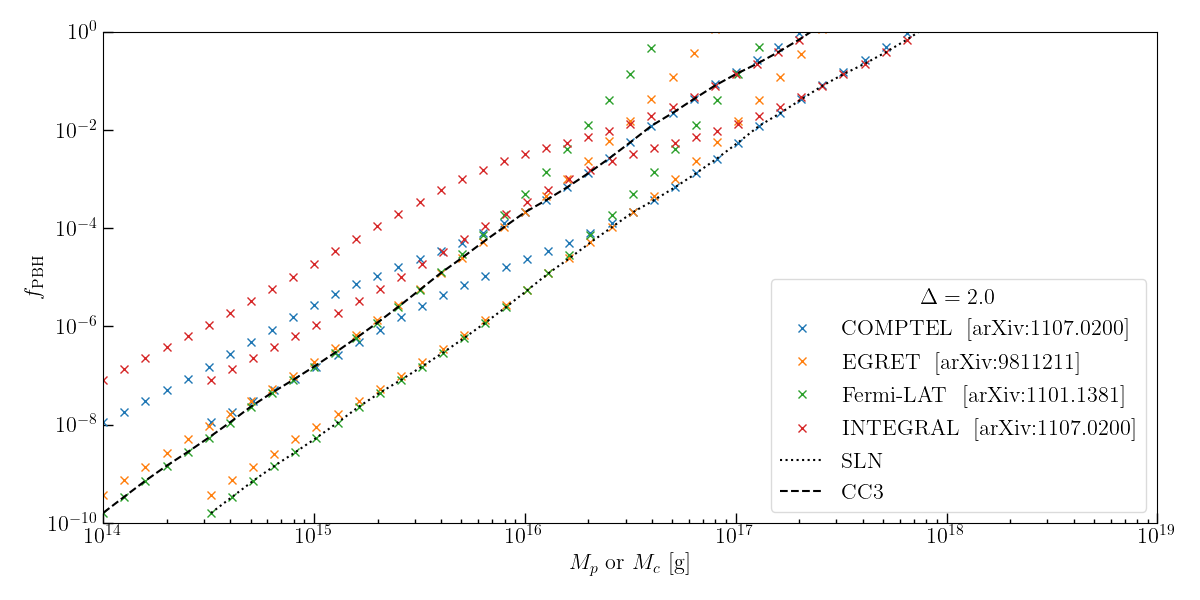 10^0
10^-2
10^-4
10^-6
10^-8
10^-10
f_PBH
10^14 10^15 10^16 10^17 10^18 10^19
M_p or M_c [g]
Δ = 2.0
COMPTEL [arXiv:1107.0200]
EGRET [arXiv:9811211]
Fermi-LAT [arXiv:1101.1381]
INTEGRAL [arXiv:1107.0200]
SLN
CC3